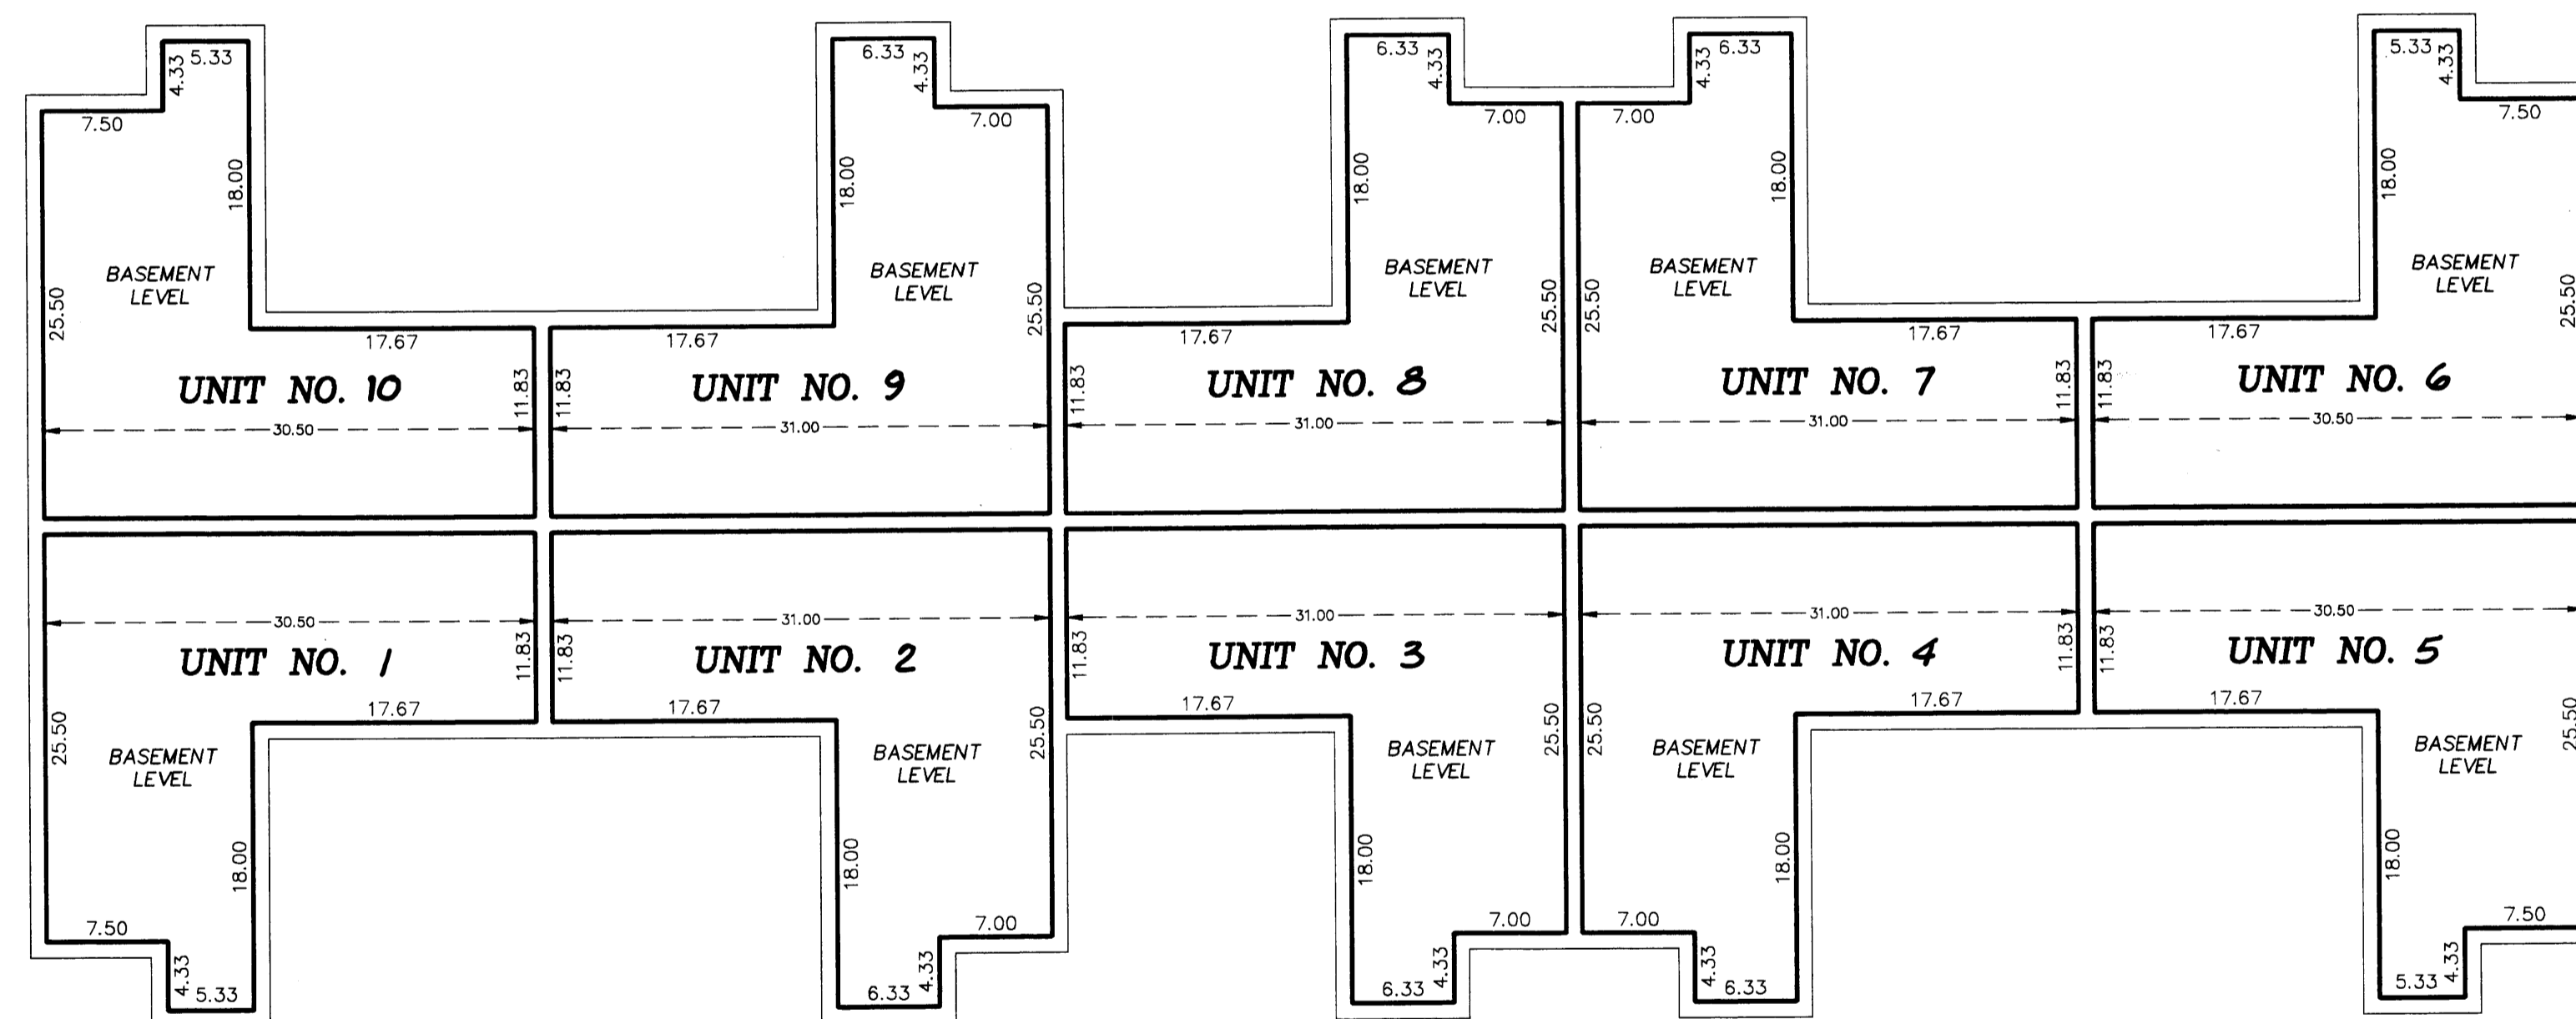 5.33
4.33
7.50
18.00
BASEMENT
LEVEL
25.50
17.67
11.83
UNIT NO. 10
30.50
6.33
4.33
7.00
18.00
BASEMENT
LEVEL
25.50
17.67
11.83
UNIT NO. 9
31.00
6.33
4.33
7.00
18.00
BASEMENT
LEVEL
25.50
17.67
11.83
UNIT NO. 8
31.00
6.33
4.33
7.00
18.00
BASEMENT
LEVEL
25.50
17.67
11.83
UNIT NO. 7
31.00
5.33
4.33
7.50
18.00
BASEMENT
LEVEL
25.50
17.67
11.83
UNIT NO. 6
30.50
30.50
UNIT NO. 1
11.83
17.67
25.50
BASEMENT
LEVEL
18.00
7.50
4.33
5.33
31.00
UNIT NO. 2
11.83
17.67
25.50
BASEMENT
LEVEL
18.00
7.00
4.33
6.33
31.00
UNIT NO. 3
11.83
17.67
25.50
BASEMENT
LEVEL
18.00
7.00
4.33
6.33
31.00
UNIT NO. 4
11.83
17.67
25.50
BASEMENT
LEVEL
18.00
7.00
4.33
6.33
30.50
UNIT NO. 5
11.83
17.67
25.50
BASEMENT
LEVEL
18.00
7.50
4.33
5.33